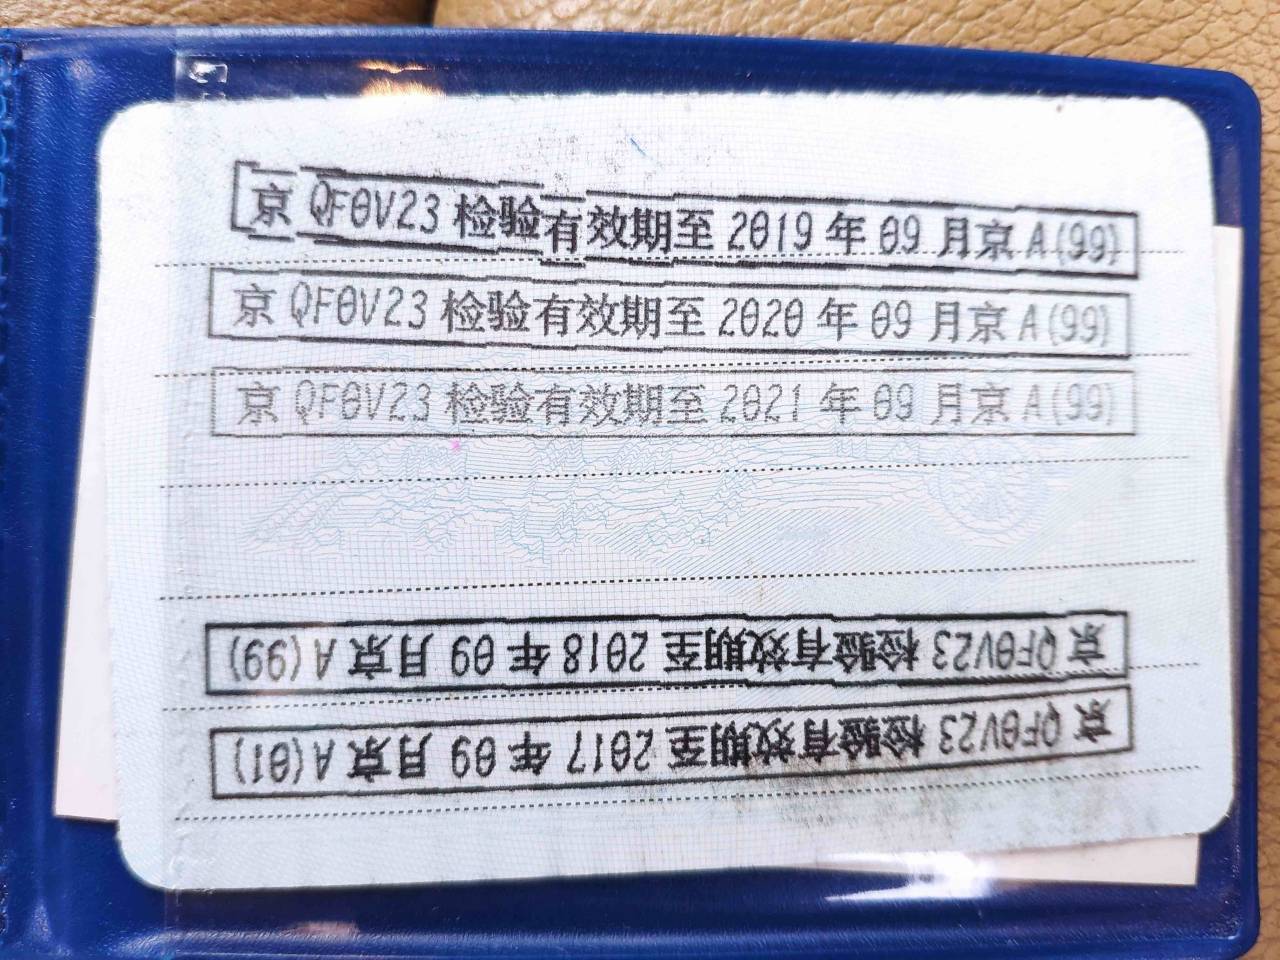 京 QF0V23 检验有效期至 2019 年 09 月京 A(99)
京 QF0V23 检验有效期至 2020 年 09 月京 A(99)
京 QF0V23 检验有效期至 2021 年 09 月京 A(99)
京 QF0V23 检验有效期至 2018 年 09 月京 A(99)
京 QF0V23 检验有效期至 2017 年 09 月京 A(01)